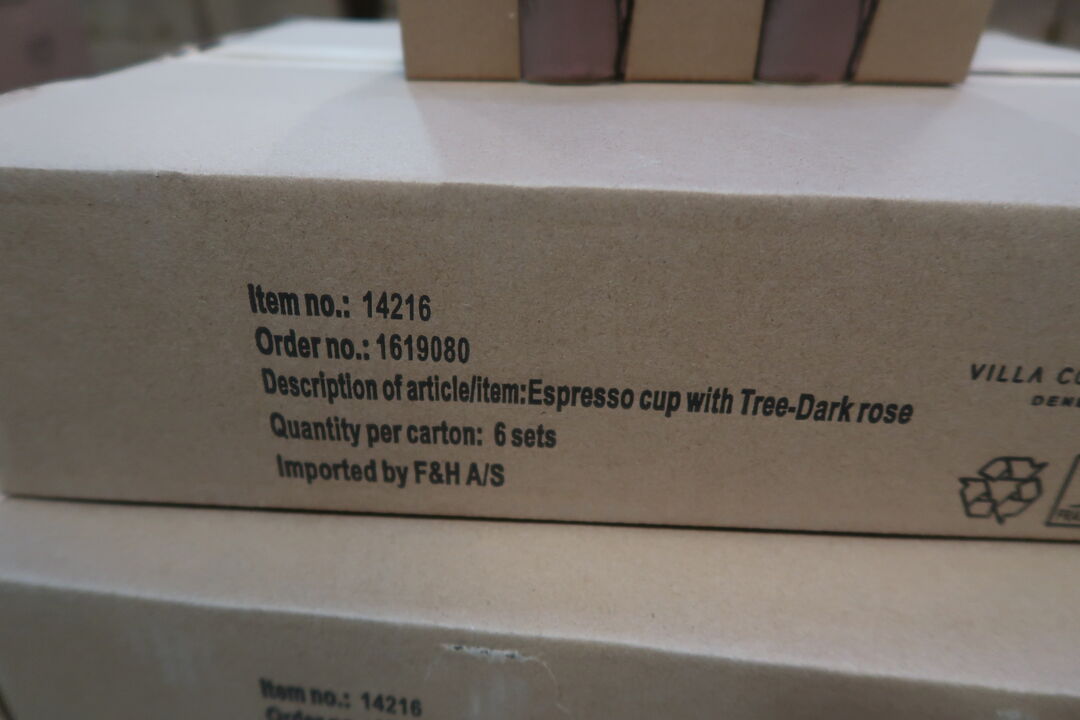 Item no.: 14216
Order no.: 1619080
Description of article/item:Espresso cup with Tree-Dark rose
Quantity per carton: 6 sets
Imported by F&H A/S
VILLA
Item no.: 14216